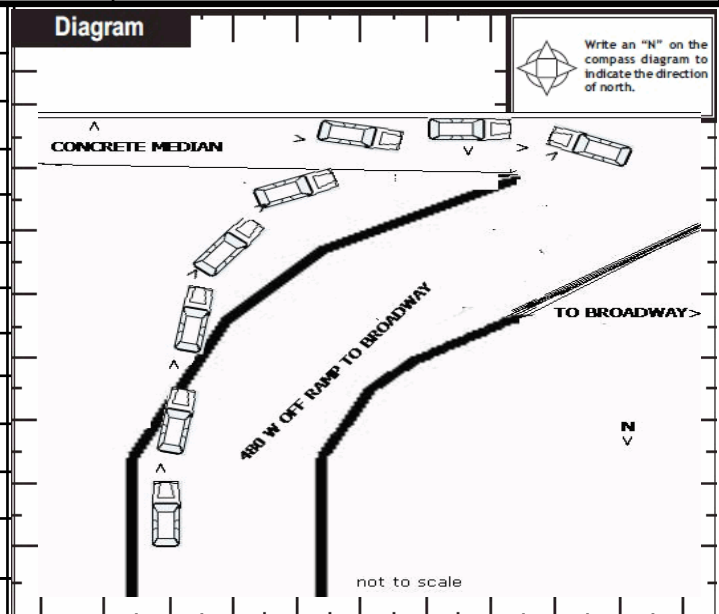 Diagram
Write an "N" on the
compass diagram to
indicate the direction
of north.
CONCRETE MEDIAN
480 W OFF RAMP TO BROADWAY
TO BROADWAY>
N
not to scale